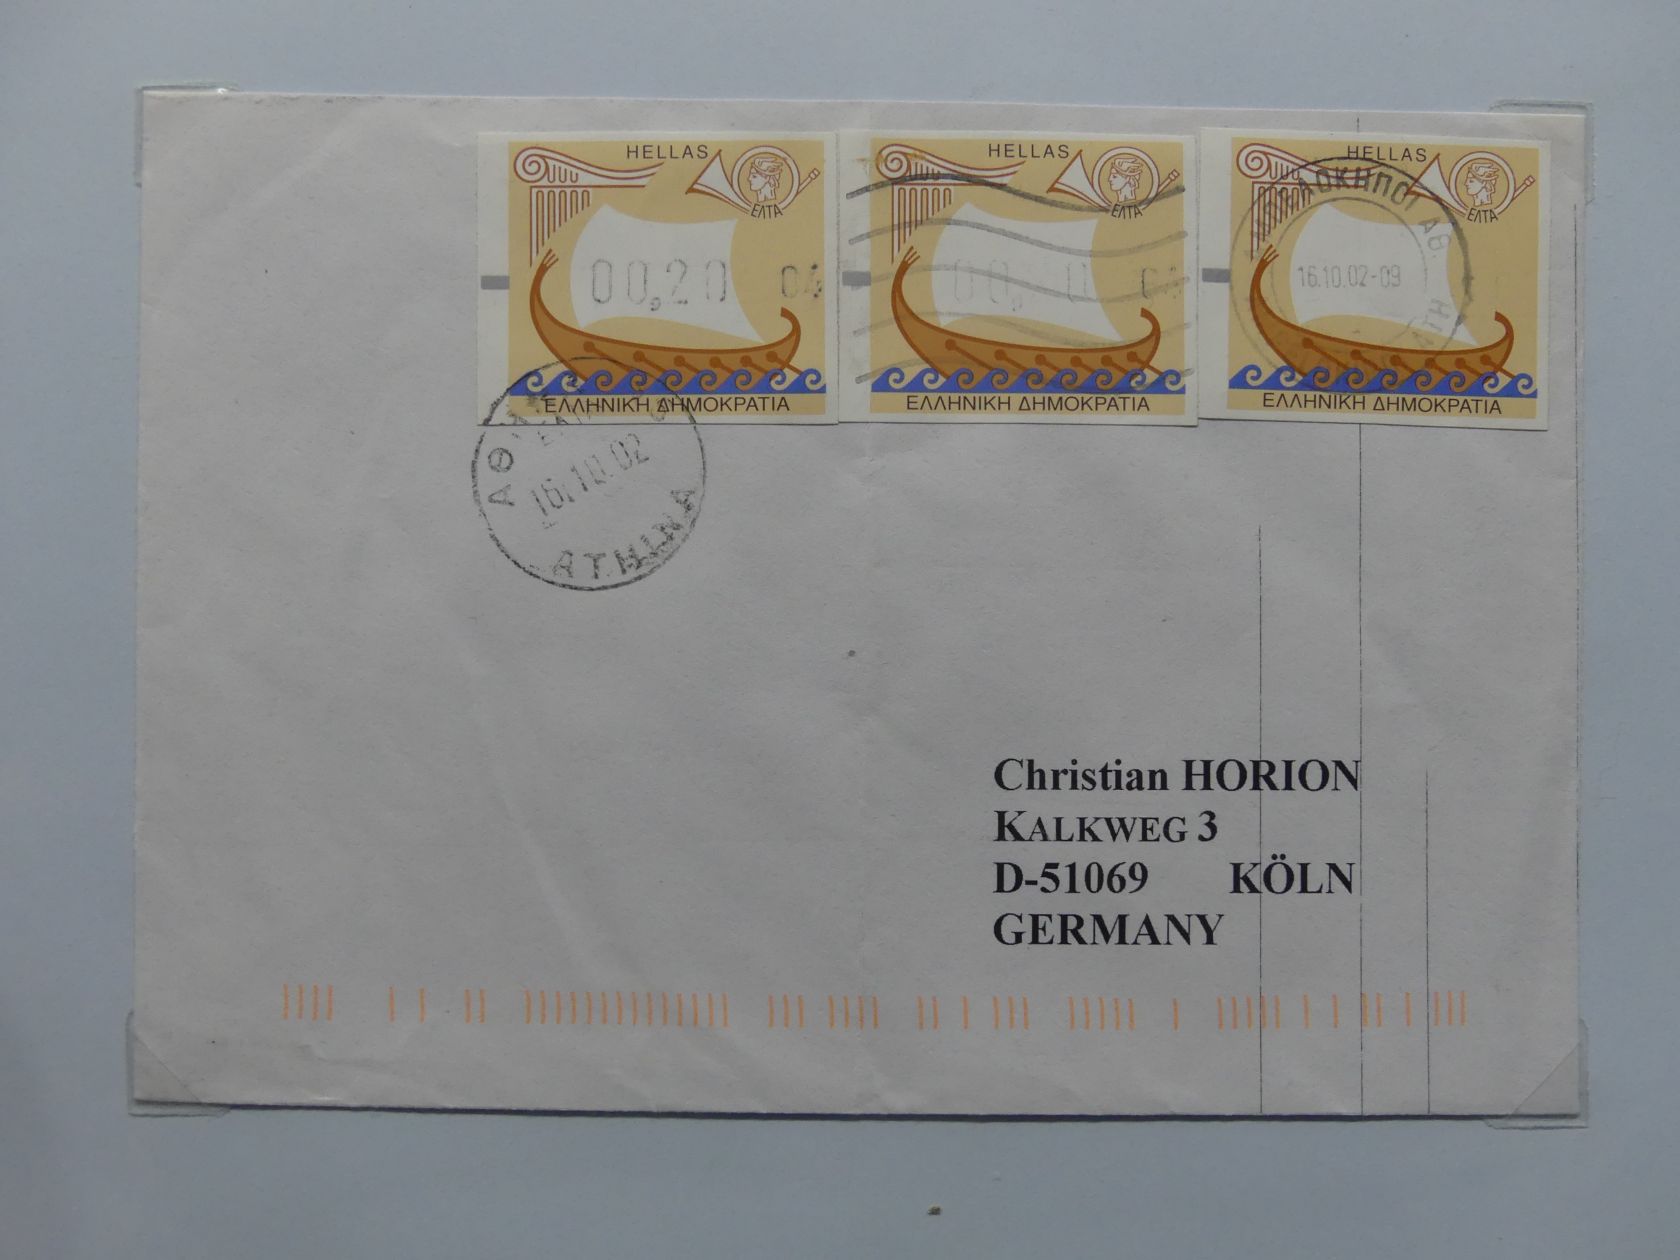 HELLAS
ΕΛΤΑ
00,20 04
ΕΛΛΗΝΙΚΗ ΔΗΜΟΚΡΑΤΙΑ
HELLAS
ΕΛΤΑ
04
ΕΛΛΗΝΙΚΗ ΔΗΜΟΚΡΑΤΙΑ
HELLAS
ΕΛΤΑ
16.10.02-09
ΕΛΛΗΝΙΚΗ ΔΗΜΟΚΡΑΤΙΑ
16.10.02
ATHINA
Christian HORION
KALKWEG 3
D-51069 KÖLN
GERMANY